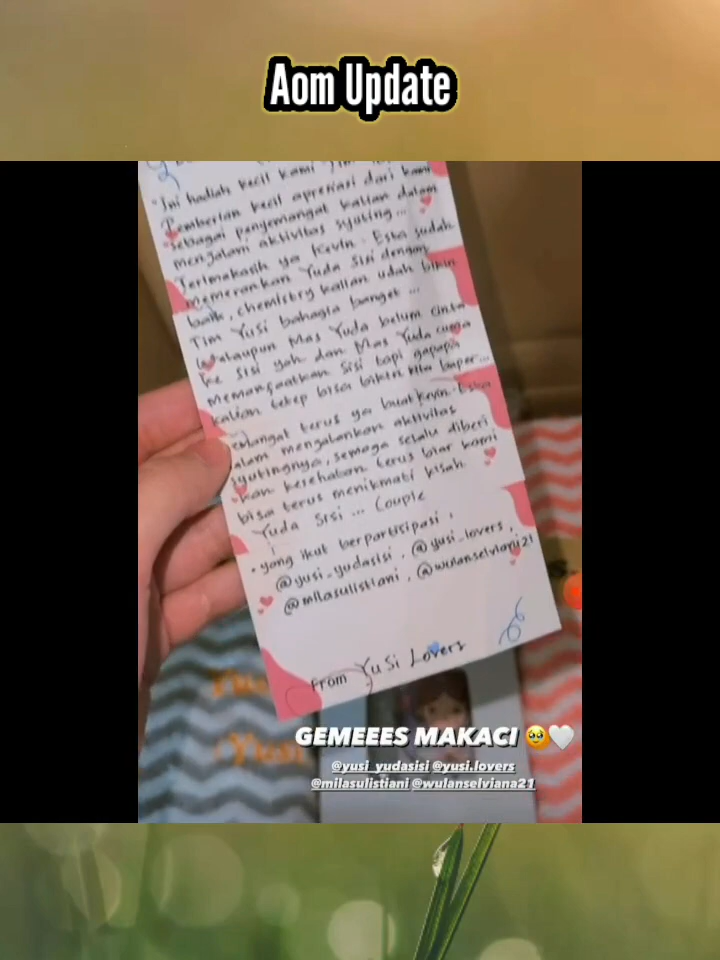 Aom Update
"Ini hadiah kecil kami Tim
Pemberian kecil apresiasi dari kami
sebagai penyemangat kalian dalam
menjalani aktivitas syuting...
Terimakasih ya Kevin - Esba sudah
memerankan Yuda Sisi dengan
baik, chemistry kalian udah bikin
Tim YuSi bahagia banget ...
Walaupun Mas Yuda belum cinta
ke Sisi yah dan Mas Yuda cuma
memanfaatkan Sisi tapi gapapa
kalian tetep bisa bikin kita baper...
semangat terus ya buat Kevin-Esba
dalam menjalankan aktivitas
syutingnya, semoga selalu diberi
kan kesehatan terus biar kami
bisa terus menikmati kisah
Yuda Sisi ... Couple
• yang ikut berpartisipasi,
@yusi_yudasisi, @yusi_lovers,
@milasulistiani, @wulanselviana21
From YuSi Lovers
GEMEEES MAKACI 🥹🤍
@yusi_yudasisi @yusi.lovers
@milasulistiani @wulanselviana21